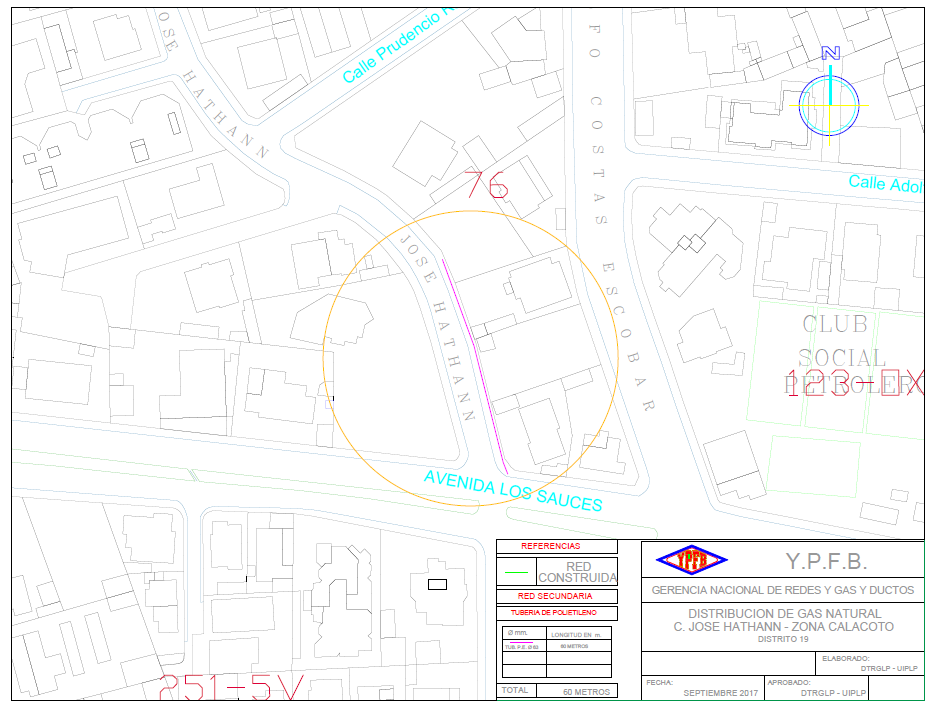 OSE HATHANN
Calle Prudencio
FO COSTAS ESCOBAR
N
Calle Adol
76
JOSE HATHANN
CLUB
SOCIAL
PETROLER
123-EX
AVENIDA LOS SAUCES
251-5V
REFERENCIAS
RED
CONSTRUIDA
RED SECUNDARIA
TUBERIA DE POLIETILENO
Ø mm. LONGITUD EN m.
TUB. P.E. Ø 63 60 METROS
TOTAL 60 METROS
YPFB
Y.P.F.B.
GERENCIA NACIONAL DE REDES Y GAS Y DUCTOS
DISTRIBUCION DE GAS NATURAL
C. JOSE HATHANN - ZONA CALACOTO
DISTRITO 19
ELABORADO:
DTRGLP - UIPLP
FECHA:
SEPTIEMBRE 2017
APROBADO:
DTRGLP - UIPLP